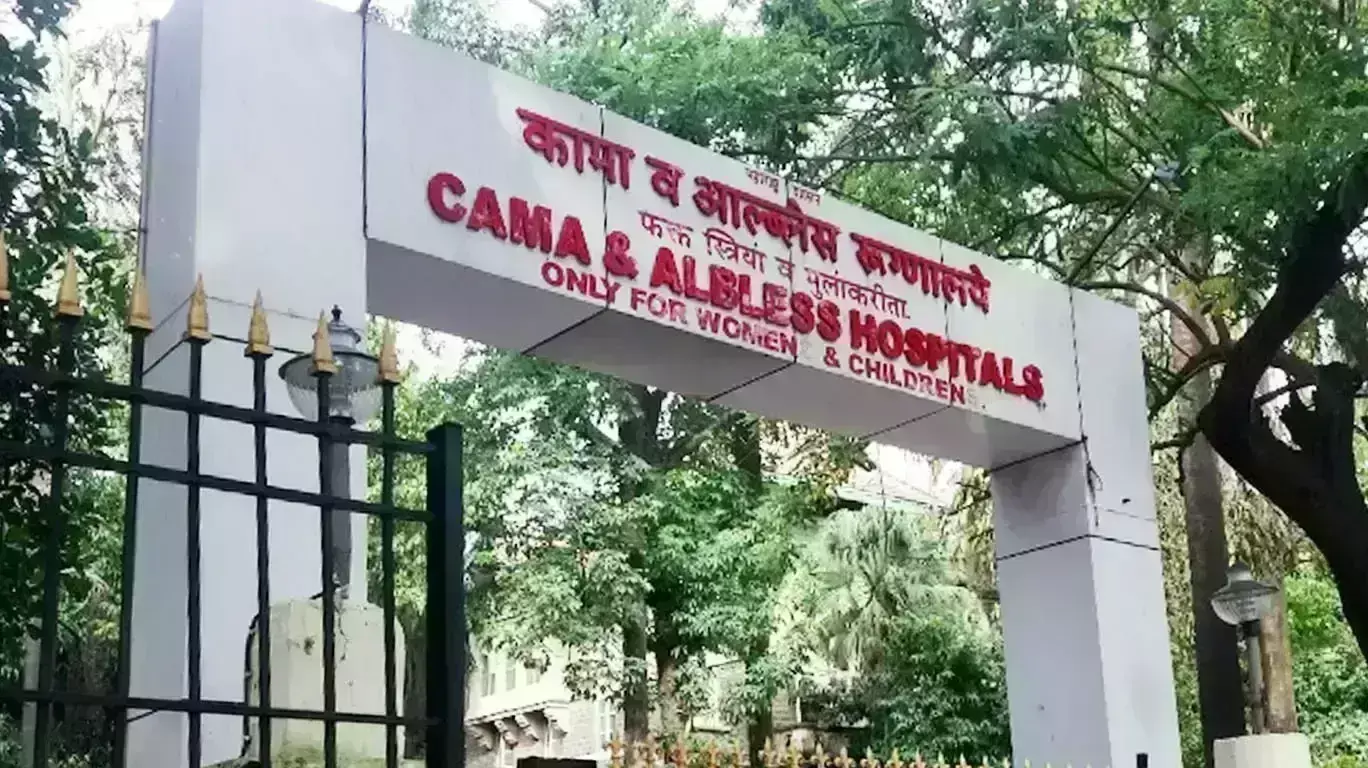 कामा व आल्ब्लेस रूग्णालये
फक्त स्त्रियां व मुलांकरीता.
CAMA & ALBLESS HOSPITALS
ONLY FOR WOMEN & CHILDREN